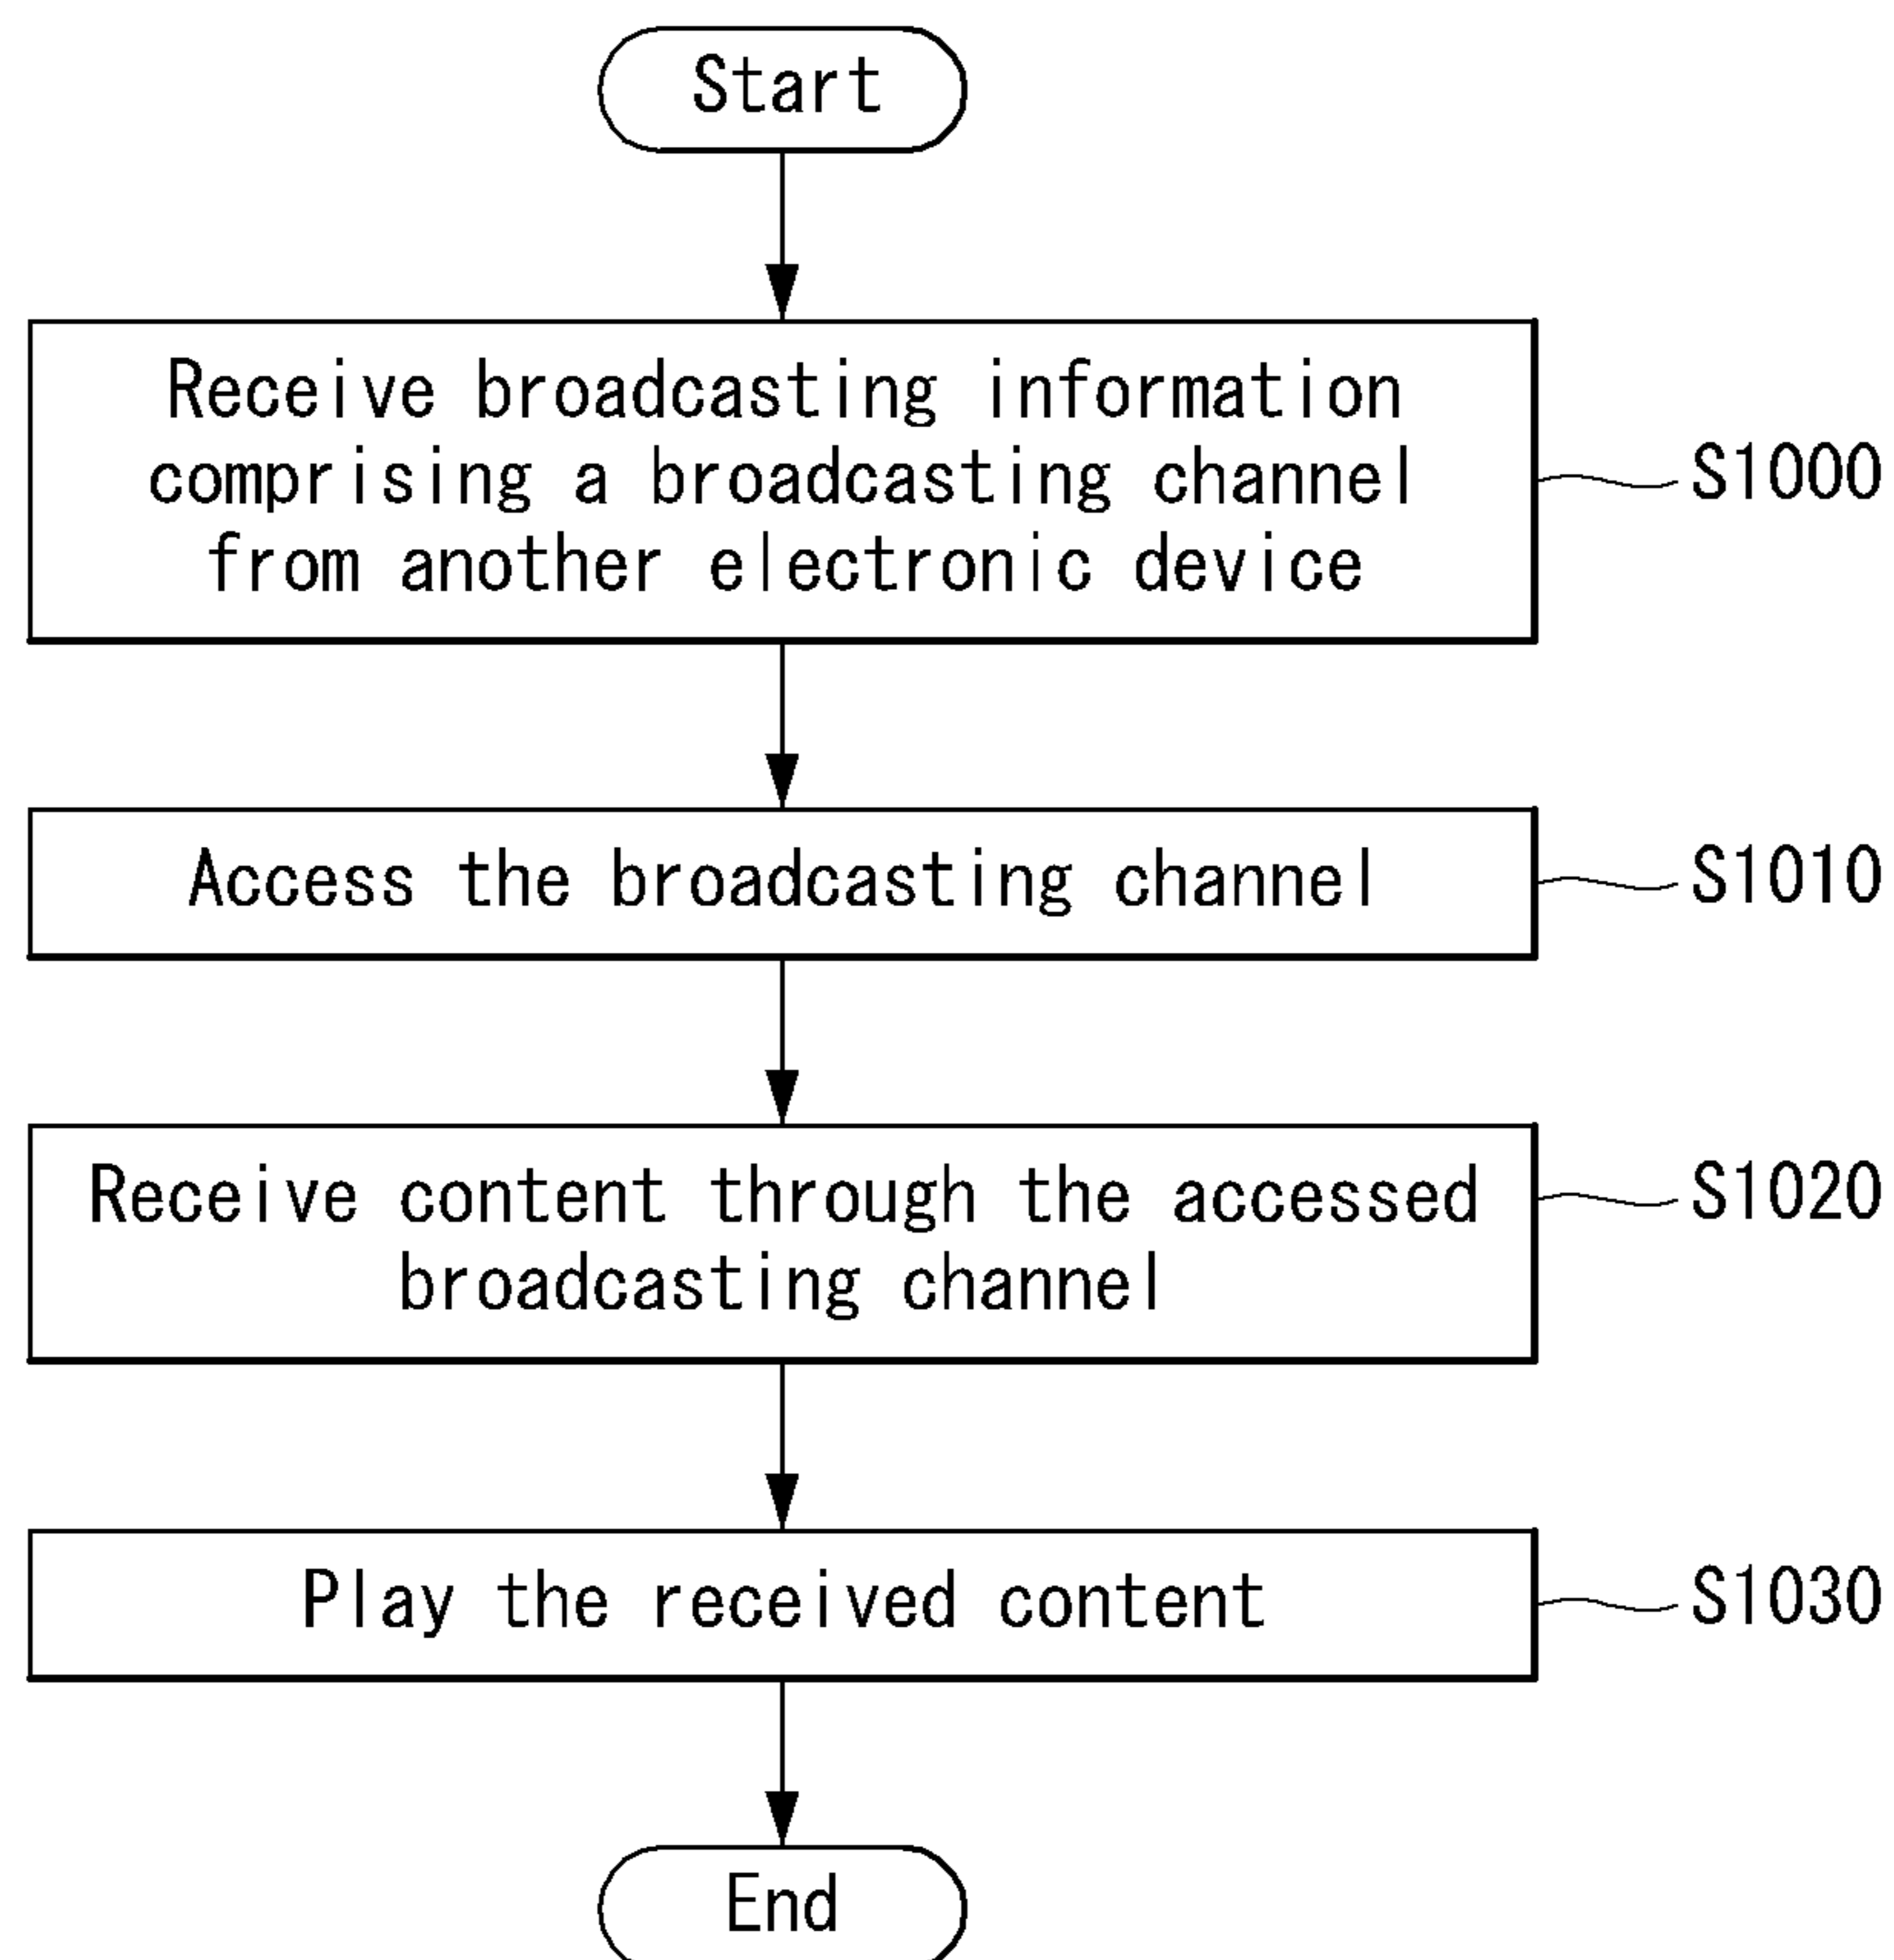 Start
Receive broadcasting information
comprising a broadcasting channel
from another electronic device
S1000
Access the broadcasting channel
S1010
Receive content through the accessed
broadcasting channel
S1020
Play the received content
S1030
End